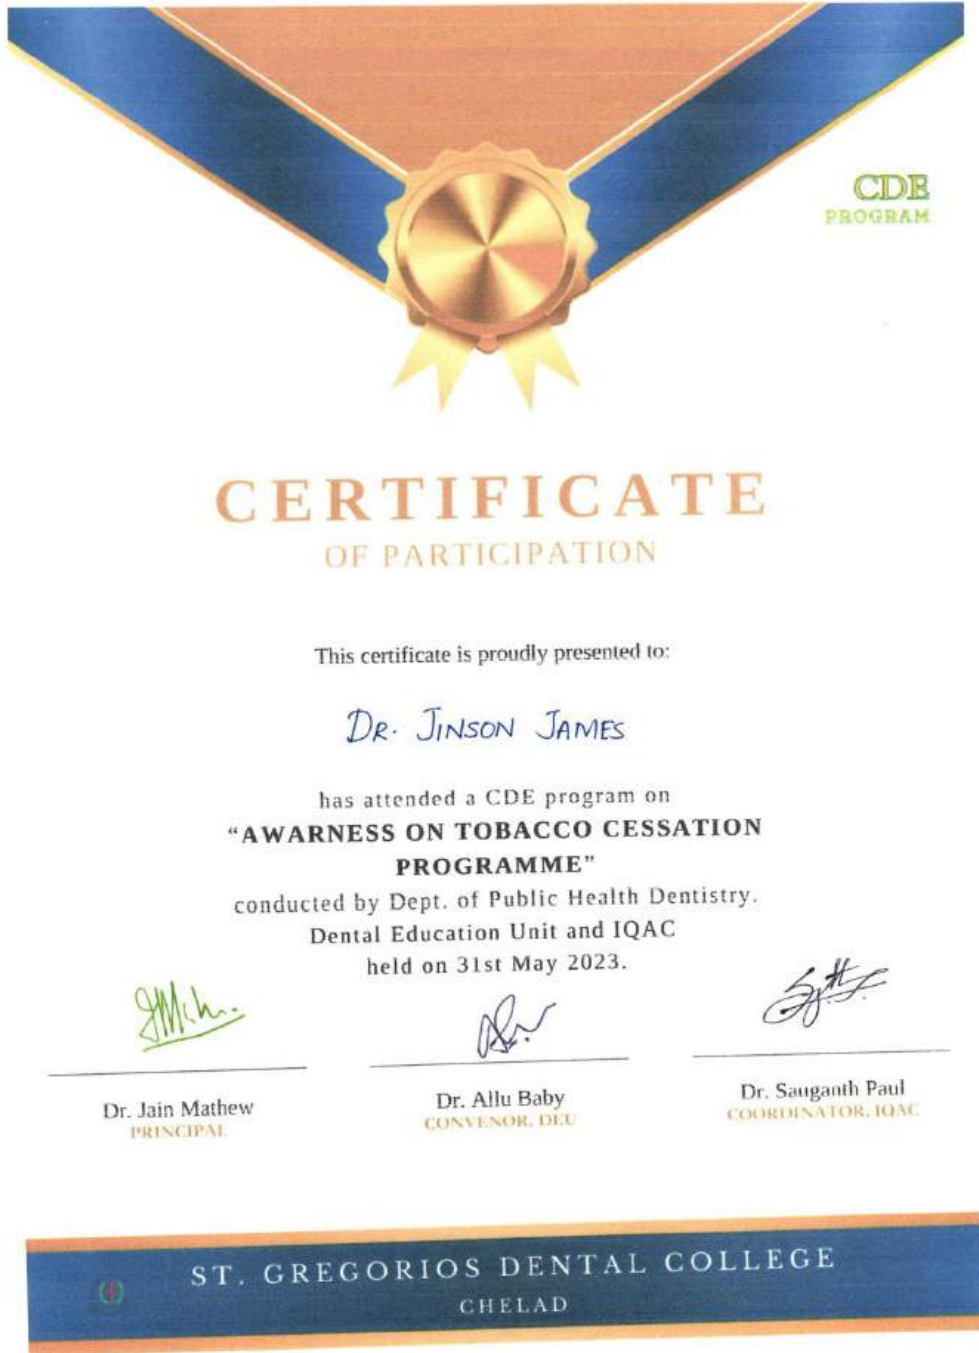 CDE
PROGRAM
CERTIFICATE
OF PARTICIPATION
This certificate is proudly presented to:
DR. JINSON JAMES
has attended a CDE program on
“AWARNESS ON TOBACCO CESSATION
PROGRAMME”
conducted by Dept. of Public Health Dentistry.
Dental Education Unit and IQAC
held on 31st May 2023.
Dr. Jain Mathew
PRINCIPAL
Dr. Allu Baby
CONVENOR, DEU
Dr. Sauganth Paul
COORDINATOR, IQAC
ST. GREGORIOS DENTAL COLLEGE
CHELAD